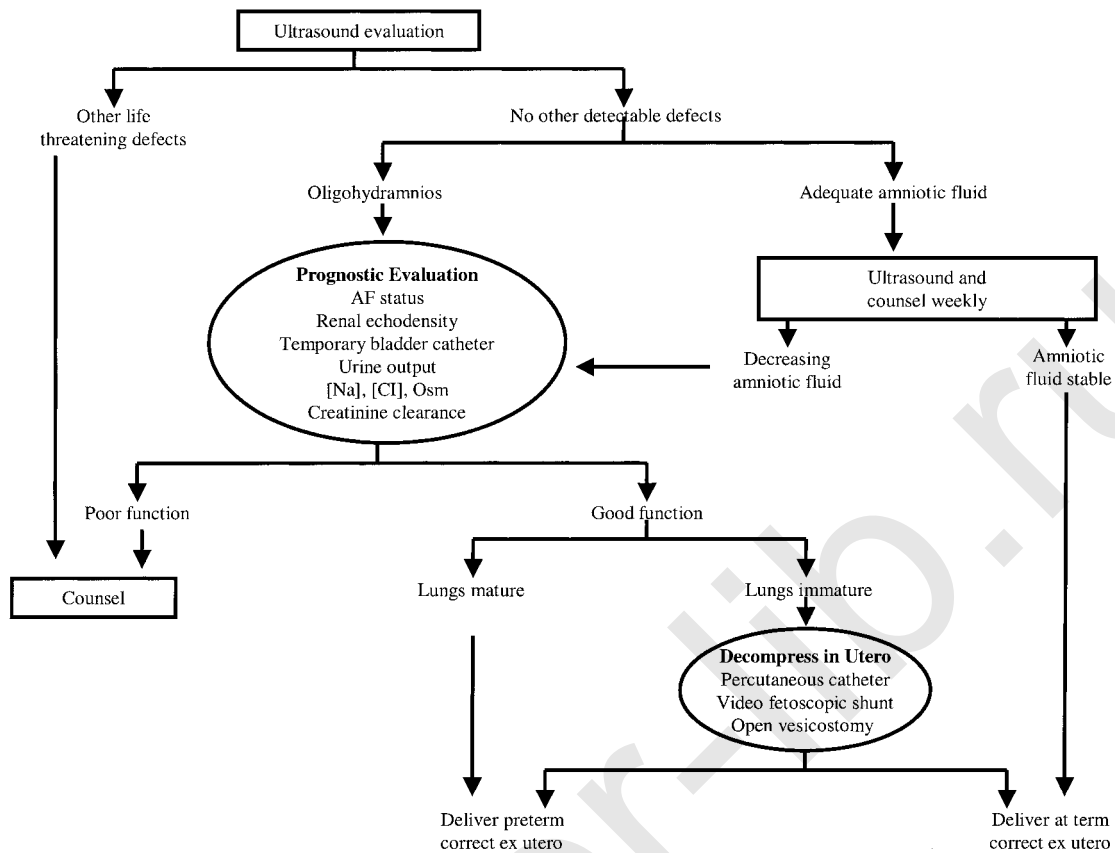 Ultrasound evaluation
Other life
threatening defects
No other detectable defects
Oligohydramnios
Adequate amniotic fluid
Prognostic Evaluation
AF status
Renal echodensity
Temporary bladder catheter
Urine output
[Na], [CI], Osm
Creatinine clearance
Ultrasound and
counsel weekly
Decreasing
amniotic fluid
Amniotic
fluid stable
Poor function
Good function
Counsel
Lungs mature
Lungs immature
Decompress in Utero
Percutaneous catheter
Video fetoscopic shunt
Open vesicostomy
Deliver preterm
correct ex utero
Deliver at term
correct ex utero